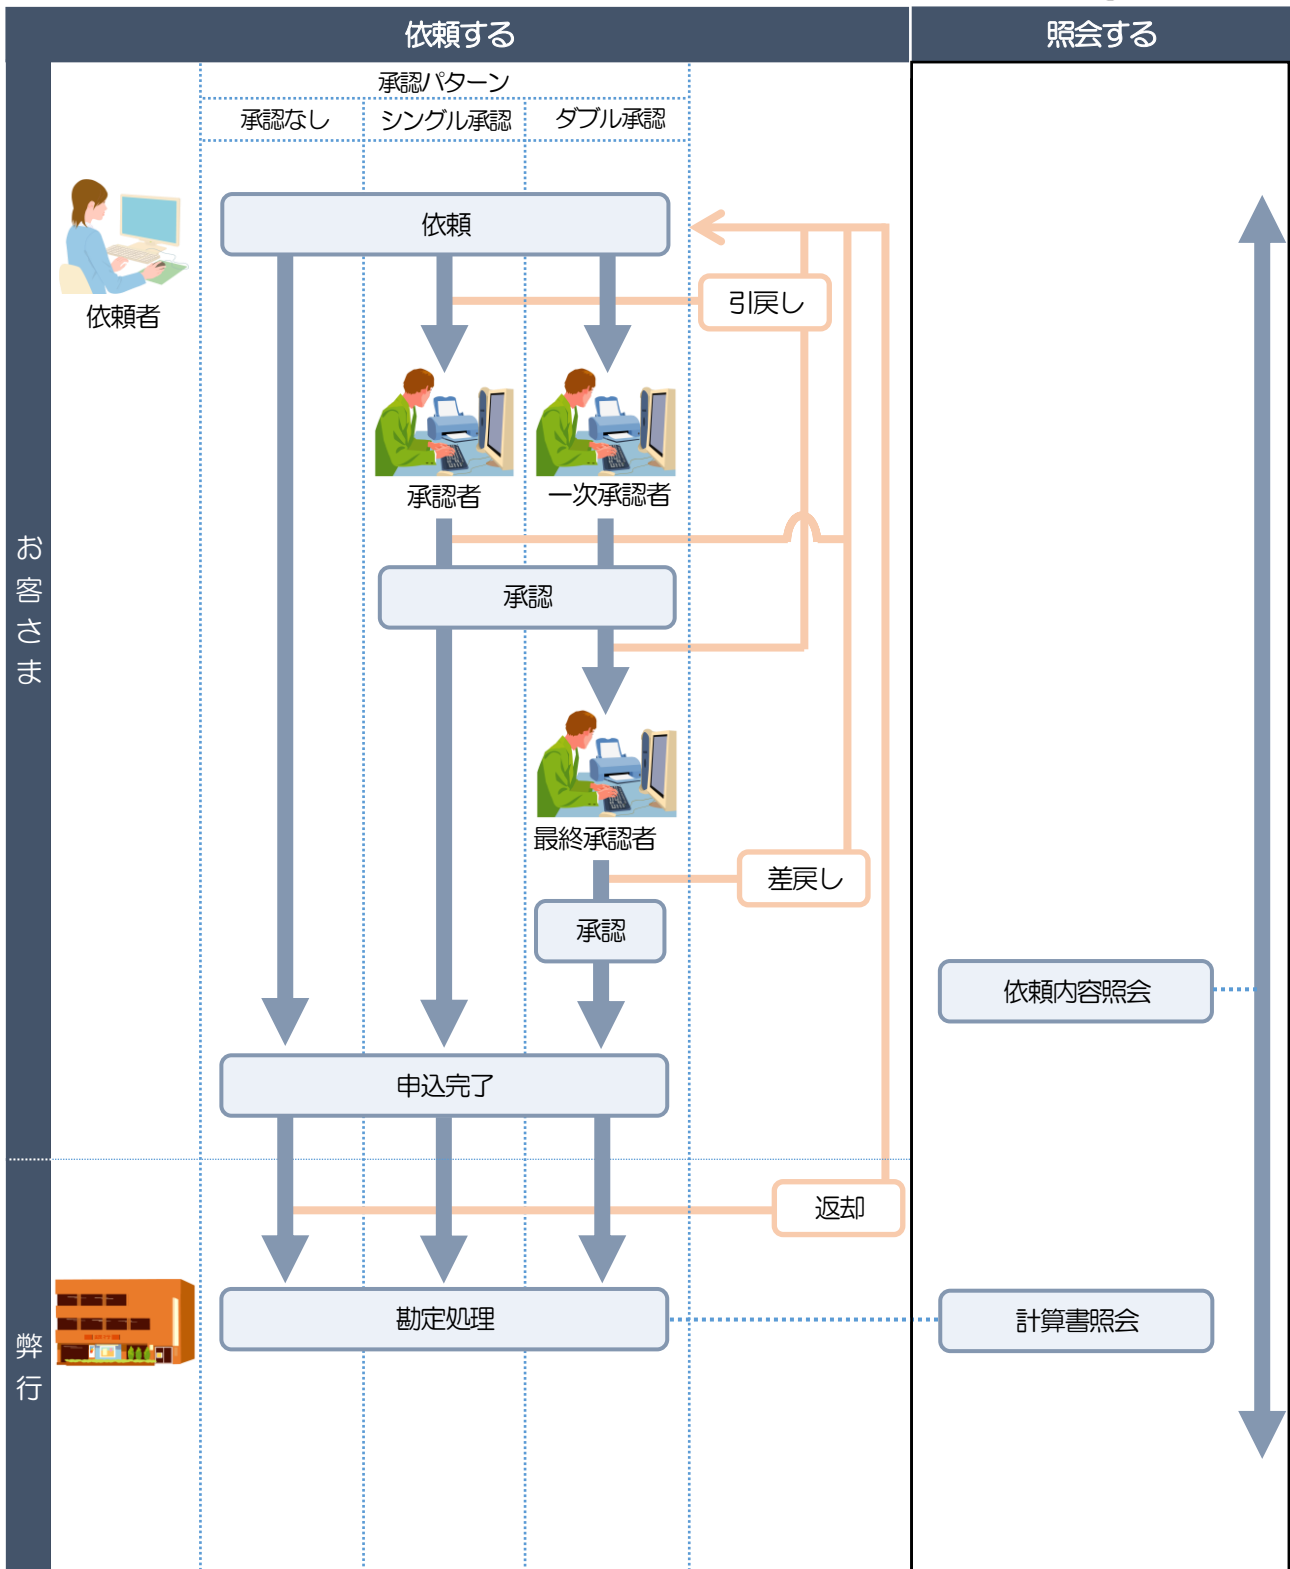 依頼する
照会する
承認パターン
承認なし
シングル承認
ダブル承認
依頼
依頼者
引戻し
承認者
一次承認者
お客さま
承認
最終承認者
差戻し
承認
依頼内容照会
申込完了
返却
弊行
勘定処理
計算書照会